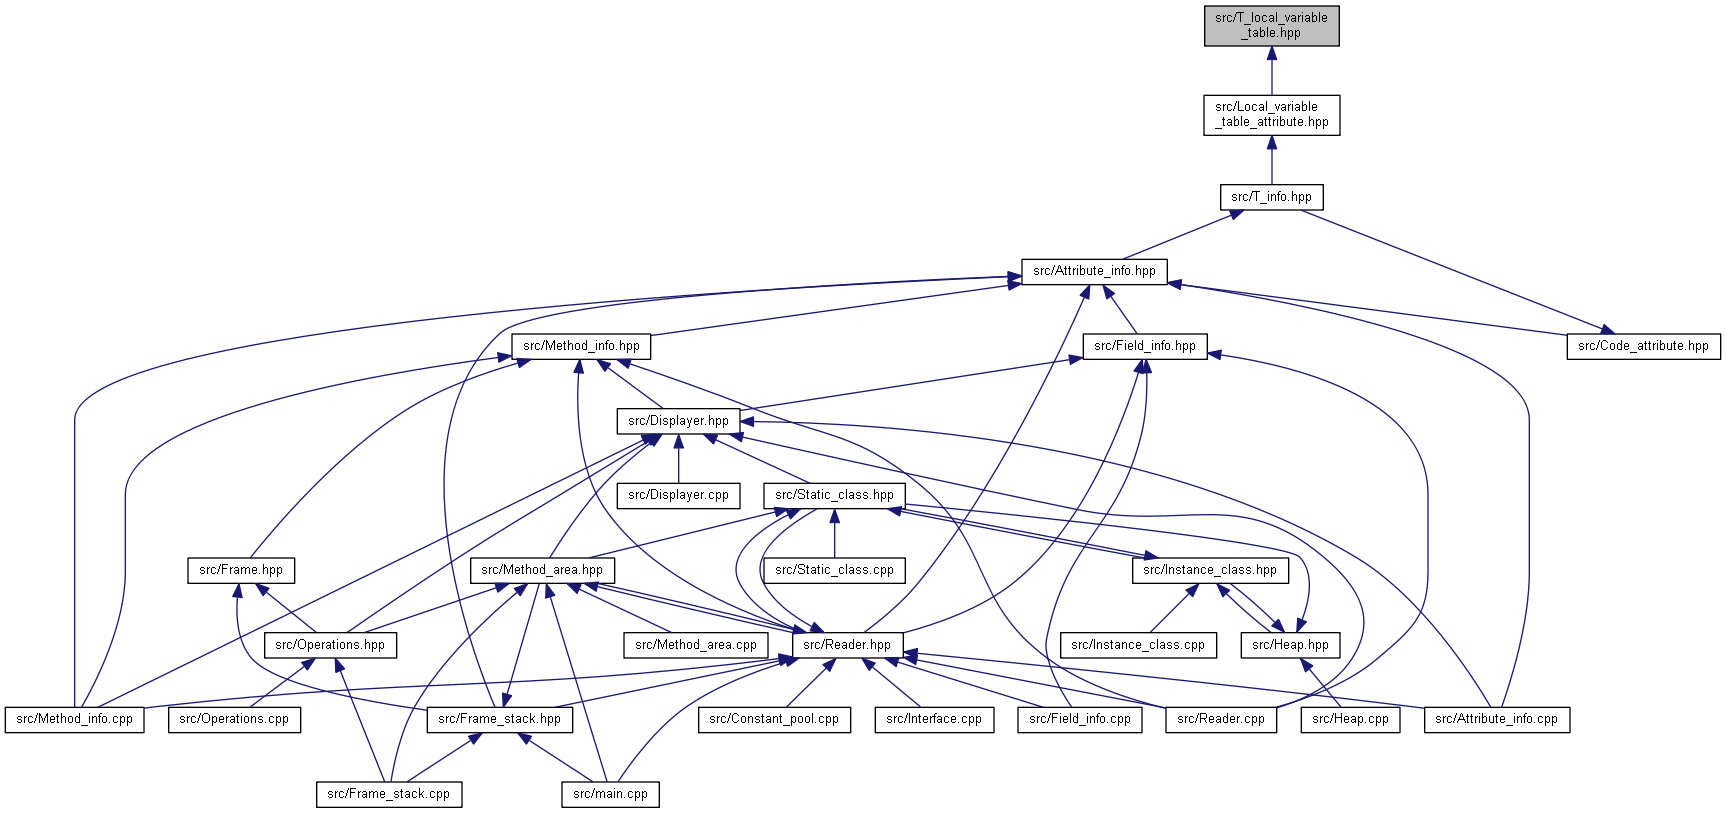 src/T_local_variable
_table.hpp
src/Local_variable
_table_attribute.hpp
src/T_info.hpp
src/Attribute_info.hpp
src/Method_info.hpp
src/Field_info.hpp
src/Code_attribute.hpp
src/Displayer.hpp
src/Displayer.cpp
src/Static_class.hpp
src/Frame.hpp
src/Method_area.hpp
src/Static_class.cpp
src/Instance_class.hpp
src/Operations.hpp
src/Method_area.cpp
src/Reader.hpp
src/Instance_class.cpp
src/Heap.hpp
src/Method_info.cpp
src/Operations.cpp
src/Frame_stack.hpp
src/Constant_pool.cpp
src/Interface.cpp
src/Field_info.cpp
src/Reader.cpp
src/Heap.cpp
src/Attribute_info.cpp
src/Frame_stack.cpp
src/main.cpp